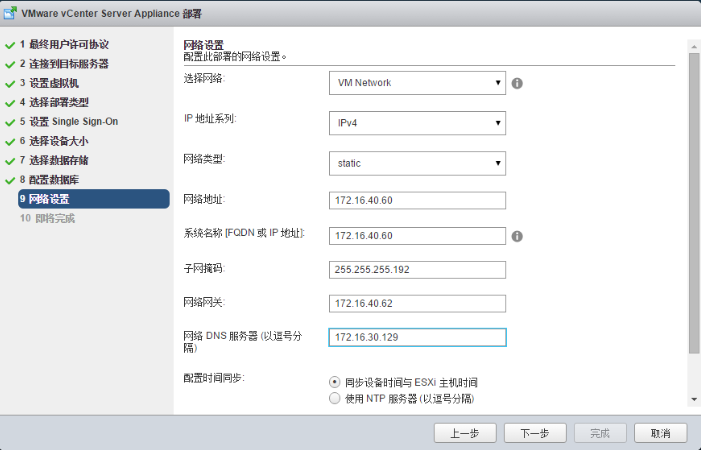 VMware vCenter Server Appliance 部署
1 最终用户许可协议
2 连接到目标服务器
3 设置虚拟机
4 选择部署类型
5 设置 Single Sign-On
6 选择设备大小
7 选择数据存储
8 配置数据库
9 网络设置
10 即将完成
网络设置
配置此部署的网络设置。
选择网络:
VM Network
IP 地址系列:
IPv4
网络类型:
static
网络地址:
172.16.40.60
系统名称 [FQDN 或 IP 地址]:
172.16.40.60
子网掩码:
255.255.255.192
网络网关:
172.16.40.62
网络 DNS 服务器 (以逗号分
隔)
172.16.30.129
配置时间同步:
同步设备时间与 ESXi 主机时间
使用 NTP 服务器 (以逗号分隔)
上一步
下一步
完成
取消